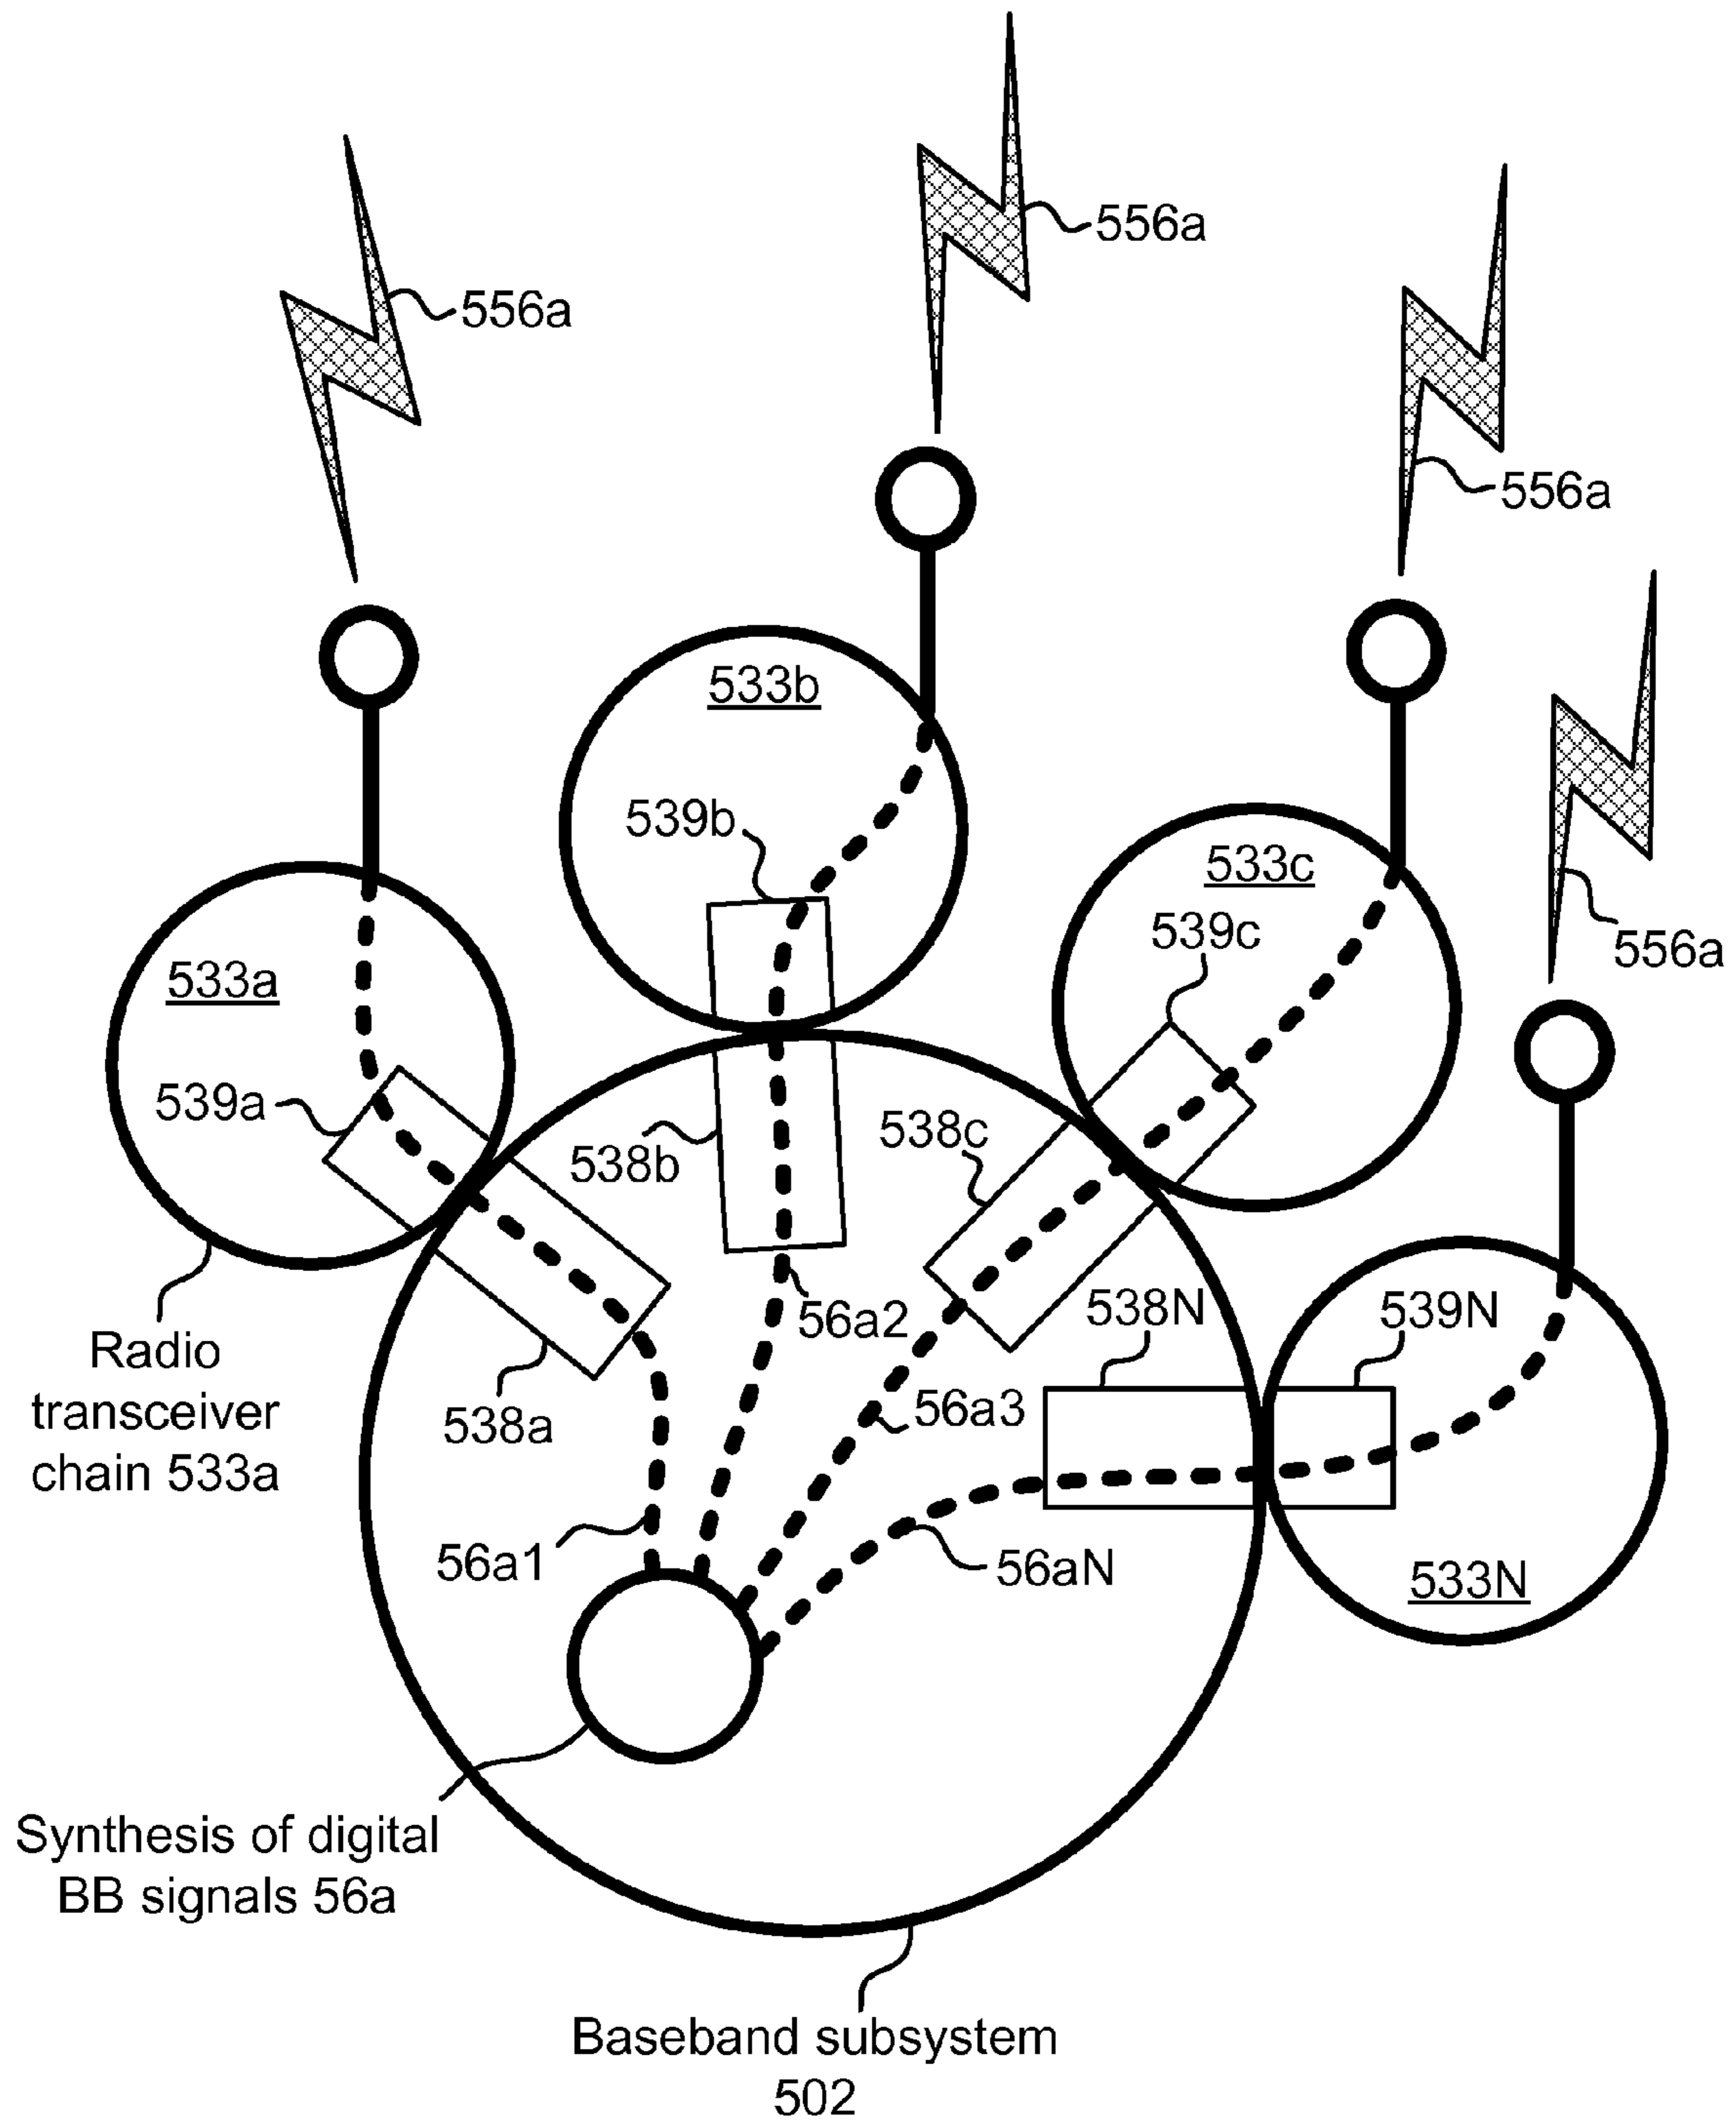 556a
556a
556a
533b
539b
533c
539c
556a
533a
539a
538c
538b
56a2
538N
539N
Radio
transceiver
chain 533a
538a
56a3
56a1
56aN
533N
Synthesis of digital
BB signals 56a
Baseband subsystem
502